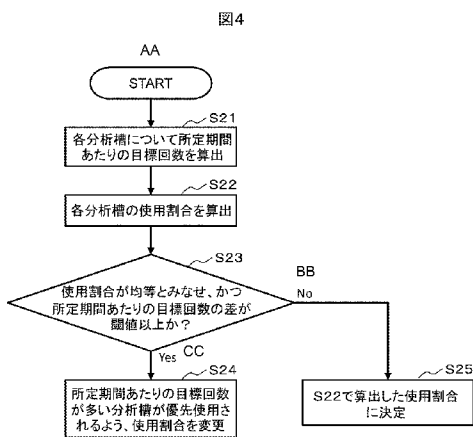 図4
AA
START
S21
各分析槽について所定期間
あたりの目標回数を算出
S22
各分析槽の使用割合を算出
S23
BB
使用割合が均等とみなせ、かつ
所定期間あたりの目標回数の差が
閾値以上か?
No
Yes CC
S24
所定期間あたりの目標回数
が多い分析槽が優先使用さ
れるよう、使用割合を変更
S25
S22で算出した使用割合
に決定